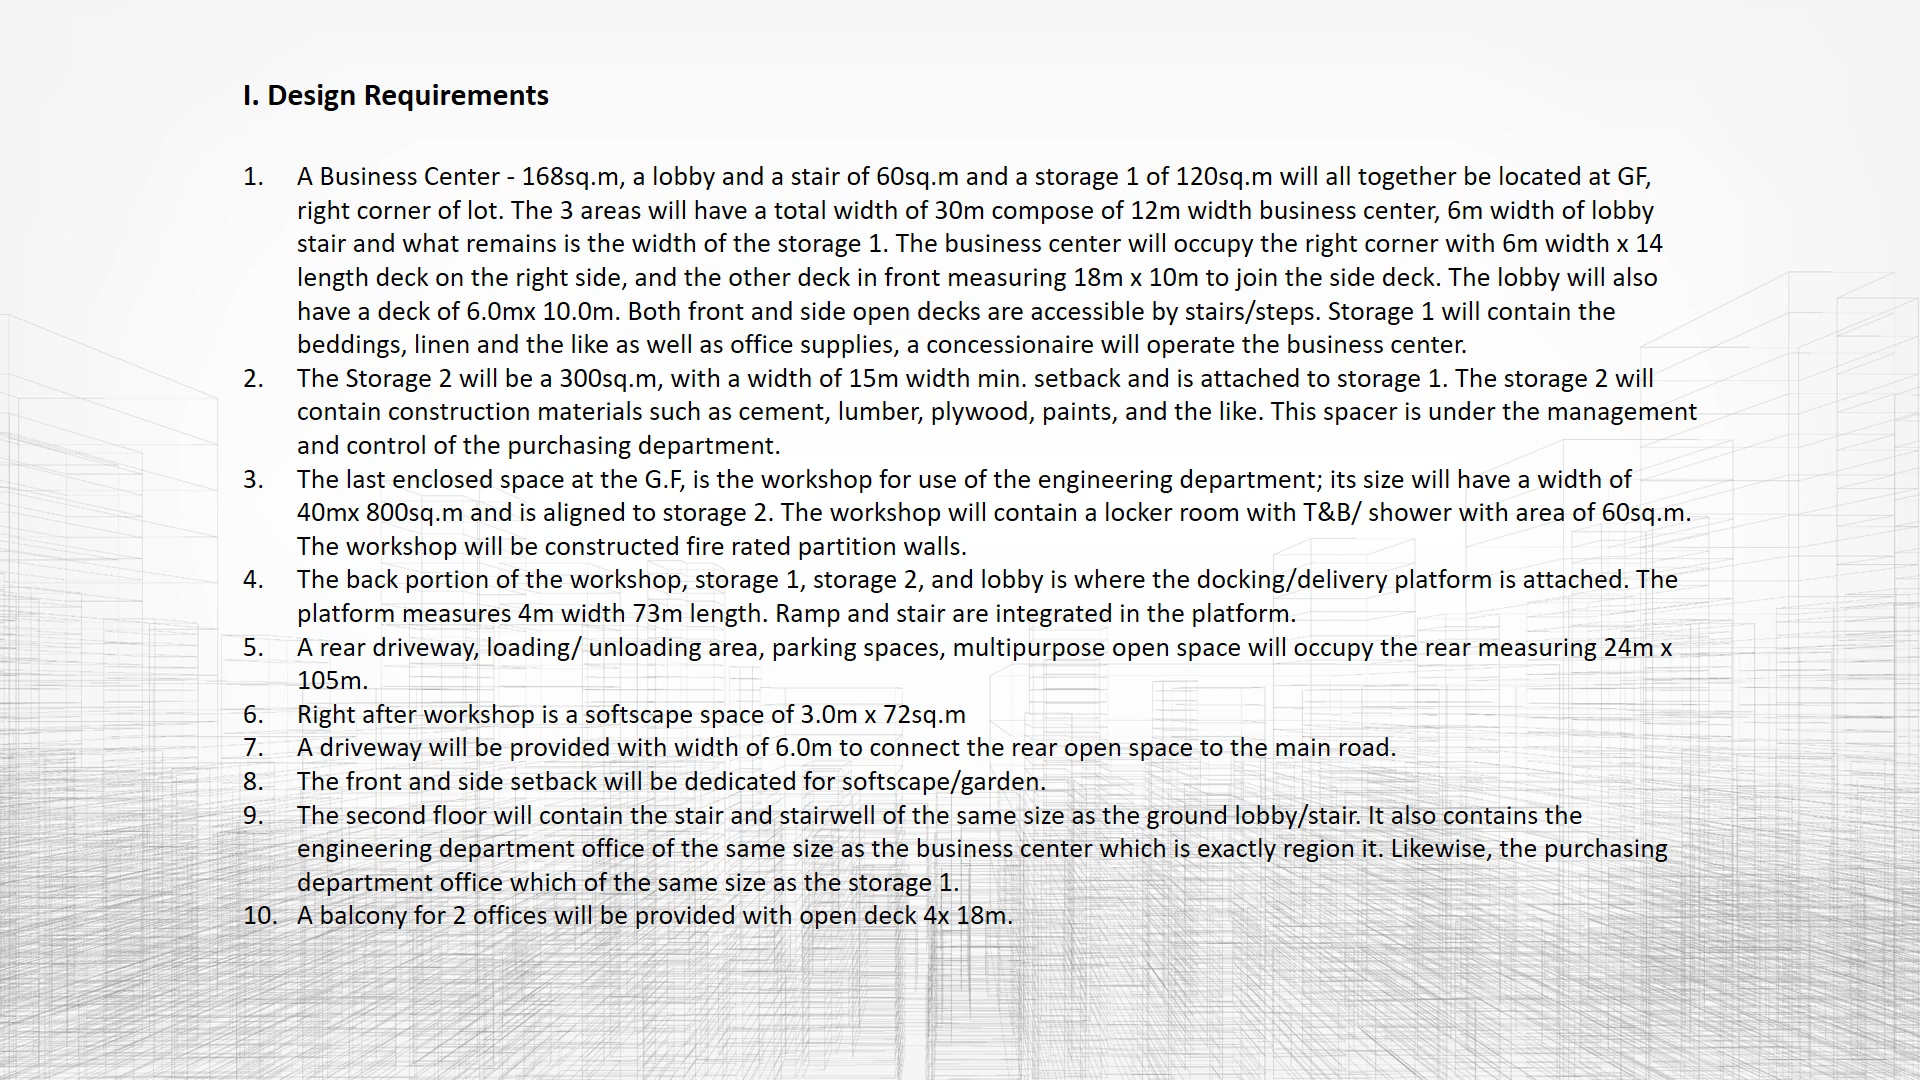 I. Design Requirements
1. A Business Center - 168sq.m, a lobby and a stair of 60sq.m and a storage 1 of 120sq.m will all together be located at GF,
right corner of lot. The 3 areas will have a total width of 30m compose of 12m width business center, 6m width of lobby
stair and what remains is the width of the storage 1. The business center will occupy the right corner with 6m width x 14
length deck on the right side, and the other deck in front measuring 18m x 10m to join the side deck. The lobby will also
have a deck of 6.0mx 10.0m. Both front and side open decks are accessible by stairs/steps. Storage 1 will contain the
beddings, linen and the like as well as office supplies, a concessionaire will operate the business center.
2. The Storage 2 will be a 300sq.m, with a width of 15m width min. setback and is attached to storage 1. The storage 2 will
contain construction materials such as cement, lumber, plywood, paints, and the like. This spacer is under the management
and control of the purchasing department.
3. The last enclosed space at the G.F, is the workshop for use of the engineering department; its size will have a width of
40mx 800sq.m and is aligned to storage 2. The workshop will contain a locker room with T&B/ shower with area of 60sq.m.
The workshop will be constructed fire rated partition walls.
4. The back portion of the workshop, storage 1, storage 2, and lobby is where the docking/delivery platform is attached. The
platform measures 4m width 73m length. Ramp and stair are integrated in the platform.
5. A rear driveway, loading/ unloading area, parking spaces, multipurpose open space will occupy the rear measuring 24m x
105m.
6. Right after workshop is a softscape space of 3.0m x 72sq.m
7. A driveway will be provided with width of 6.0m to connect the rear open space to the main road.
8. The front and side setback will be dedicated for softscape/garden.
9. The second floor will contain the stair and stairwell of the same size as the ground lobby/stair. It also contains the
engineering department office of the same size as the business center which is exactly region it. Likewise, the purchasing
department office which of the same size as the storage 1.
10. A balcony for 2 offices will be provided with open deck 4x 18m.